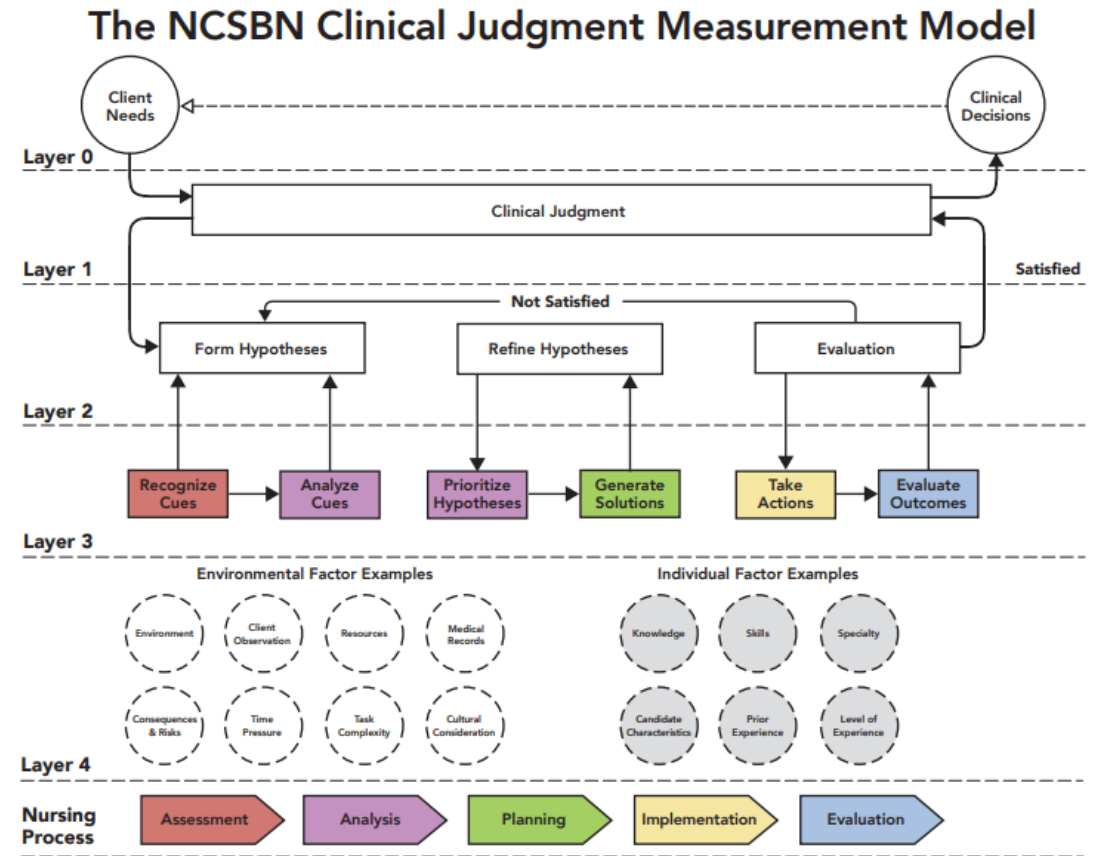 The NCSBN Clinical Judgment Measurement Model
Client
Needs
Clinical
Decisions
Layer 0
Clinical Judgment
Layer 1
Satisfied
Not Satisfied
Form Hypotheses
Refine Hypotheses
Evaluation
Layer 2
Recognize
Cues
Analyze
Cues
Prioritize
Hypotheses
Generate
Solutions
Take
Actions
Evaluate
Outcomes
Layer 3
Environmental Factor Examples
Individual Factor Examples
Environment
Client
Observation
Resources
Medical
Records
Knowledge
Skills
Specialty
Consequences
& Risks
Time
Pressure
Task
Complexity
Cultural
Consideration
Candidate
Characteristics
Prior
Experience
Level of
Experience
Layer 4
Nursing
Process
Assessment
Analysis
Planning
Implementation
Evaluation